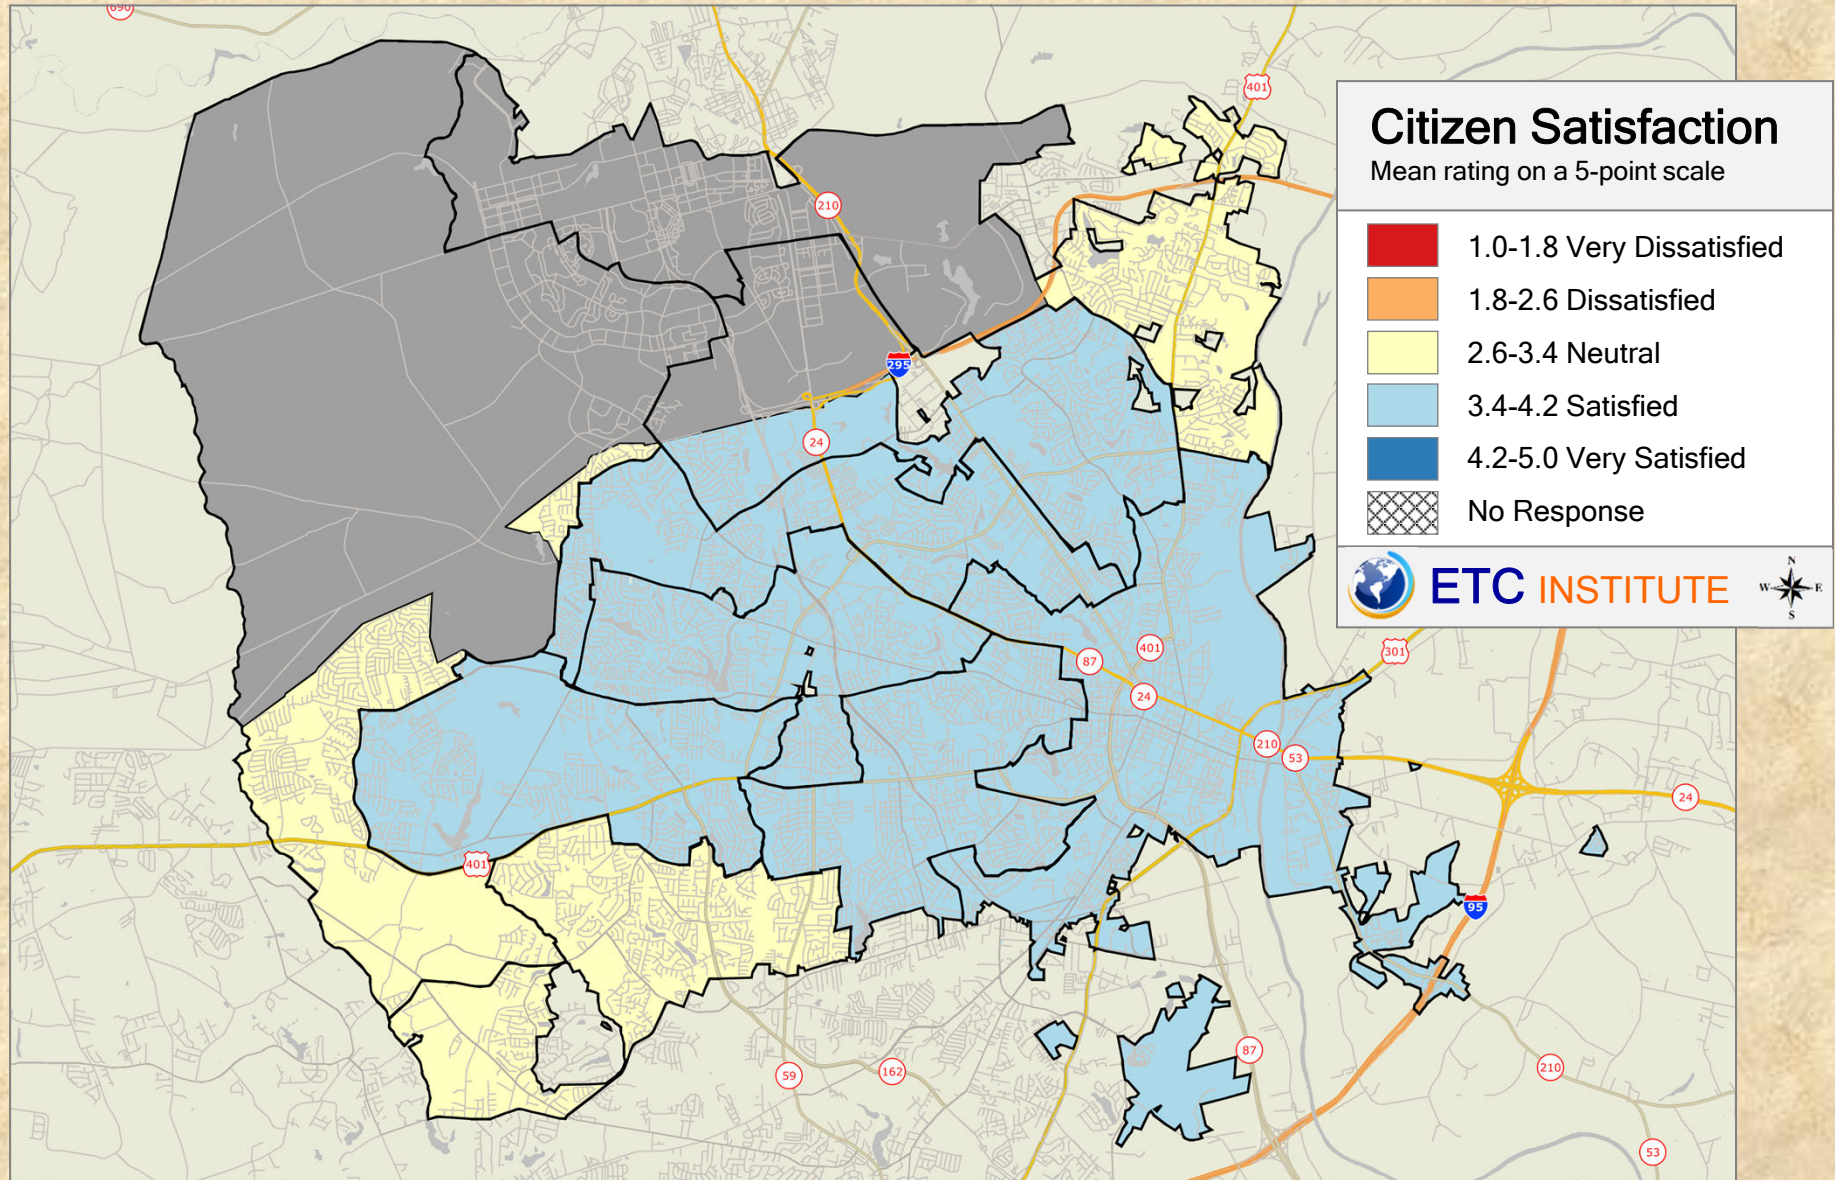 690
401
Citizen Satisfaction
Mean rating on a 5-point scale
210
1.0-1.8 Very Dissatisfied
1.8-2.6 Dissatisfied
2.6-3.4 Neutral
295
3.4-4.2 Satisfied
24
4.2-5.0 Very Satisfied
No Response
N
W
E
S
ETC INSTITUTE
401
301
87
24
210
53
24
401
95
87
210
59
162
53